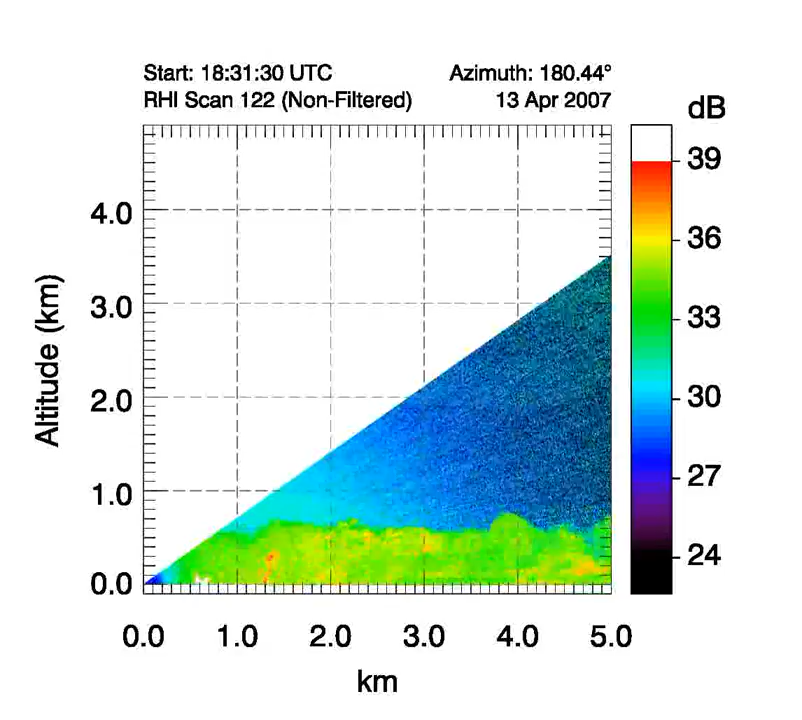 Start: 18:31:30 UTC Azimuth: 180.44°
RHI Scan 122 (Non-Filtered) 13 Apr 2007
dB
39
36
33
30
27
24
Altitude (km)
4.0
3.0
2.0
1.0
0.0
0.0 1.0 2.0 3.0 4.0 5.0
km